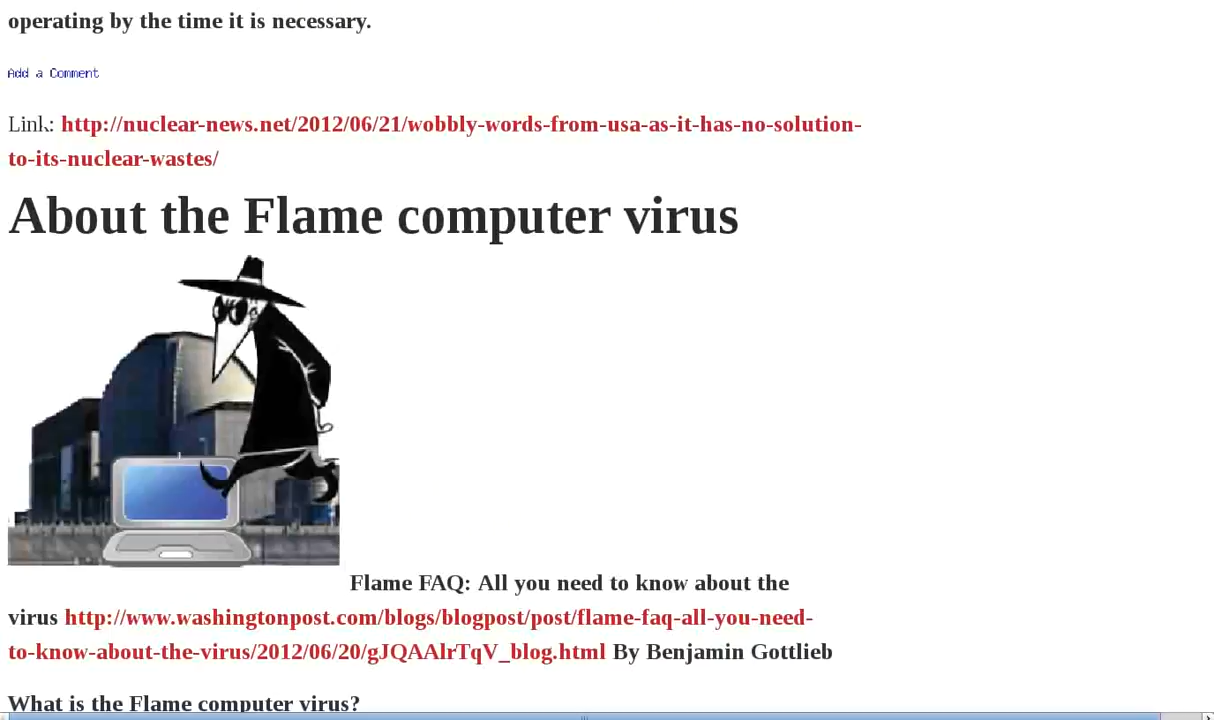 operating by the time it is necessary.
Add a Comment
Link: http://nuclear-news.net/2012/06/21/wobbly-words-from-usa-as-it-has-no-solution-
to-its-nuclear-wastes/
About the Flame computer virus
Flame FAQ: All you need to know about the
virus http://www.washingtonpost.com/blogs/blogpost/post/flame-faq-all-you-need-
to-know-about-the-virus/2012/06/20/gJQAAlrTqV_blog.html By Benjamin Gottlieb
What is the Flame computer virus?